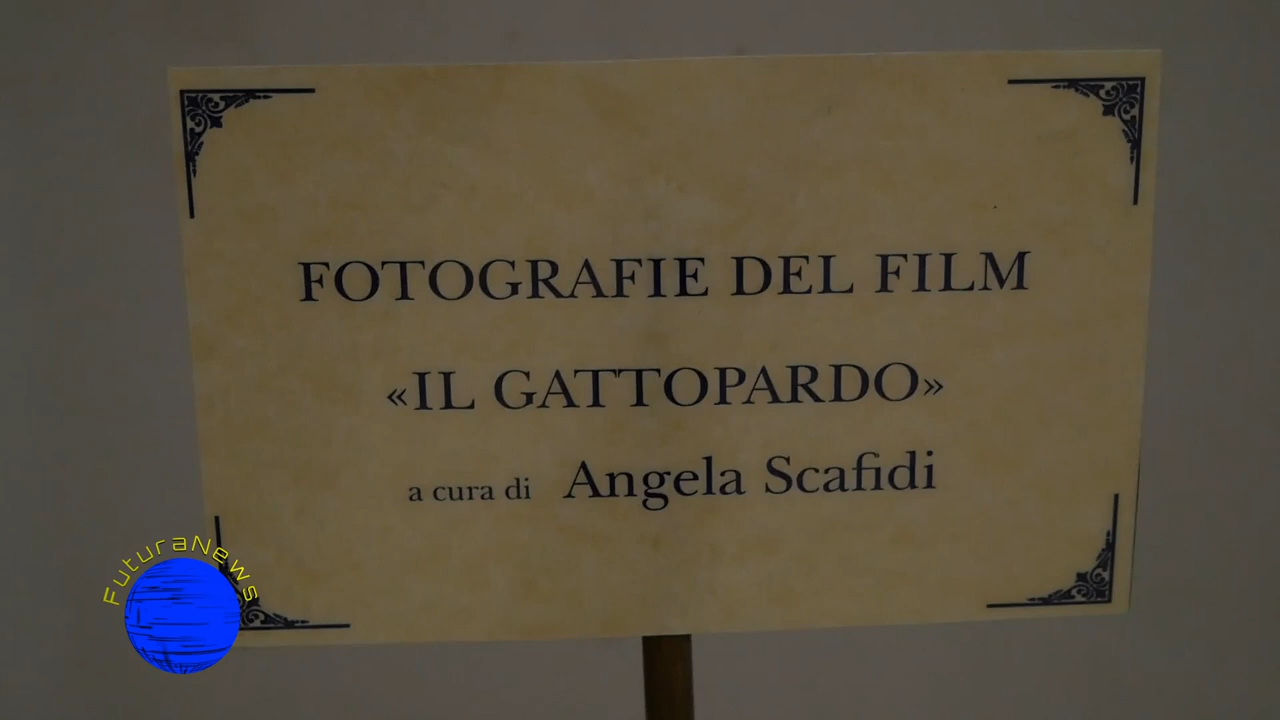 FOTOGRAFIE DEL FILM
«IL GATTOPARDO»
a cura di Angela Scafidi
FuturaNews